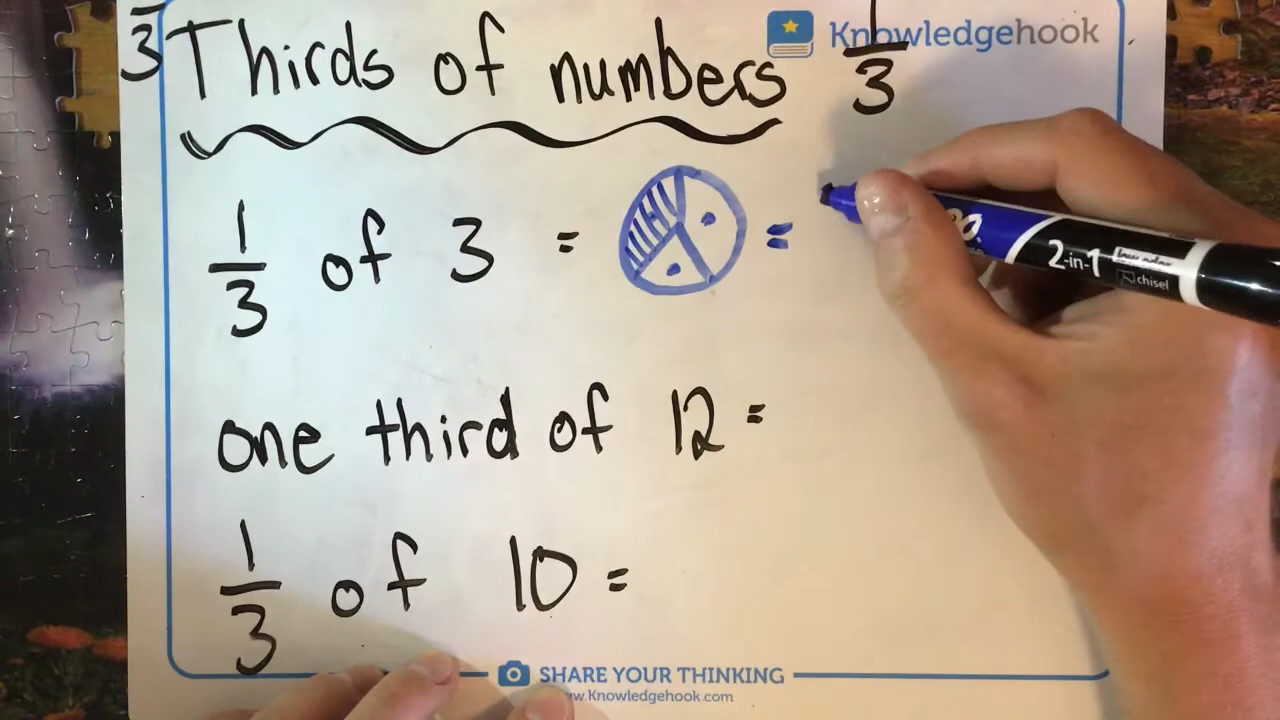 1/3 Thirds of numbers 1/3
Knowledgehook
1/3 of 3 = =
one third of 12 =
1/3 of 10 =
2-in-1
chisel
SHARE YOUR THINKING
www.Knowledgehook.com